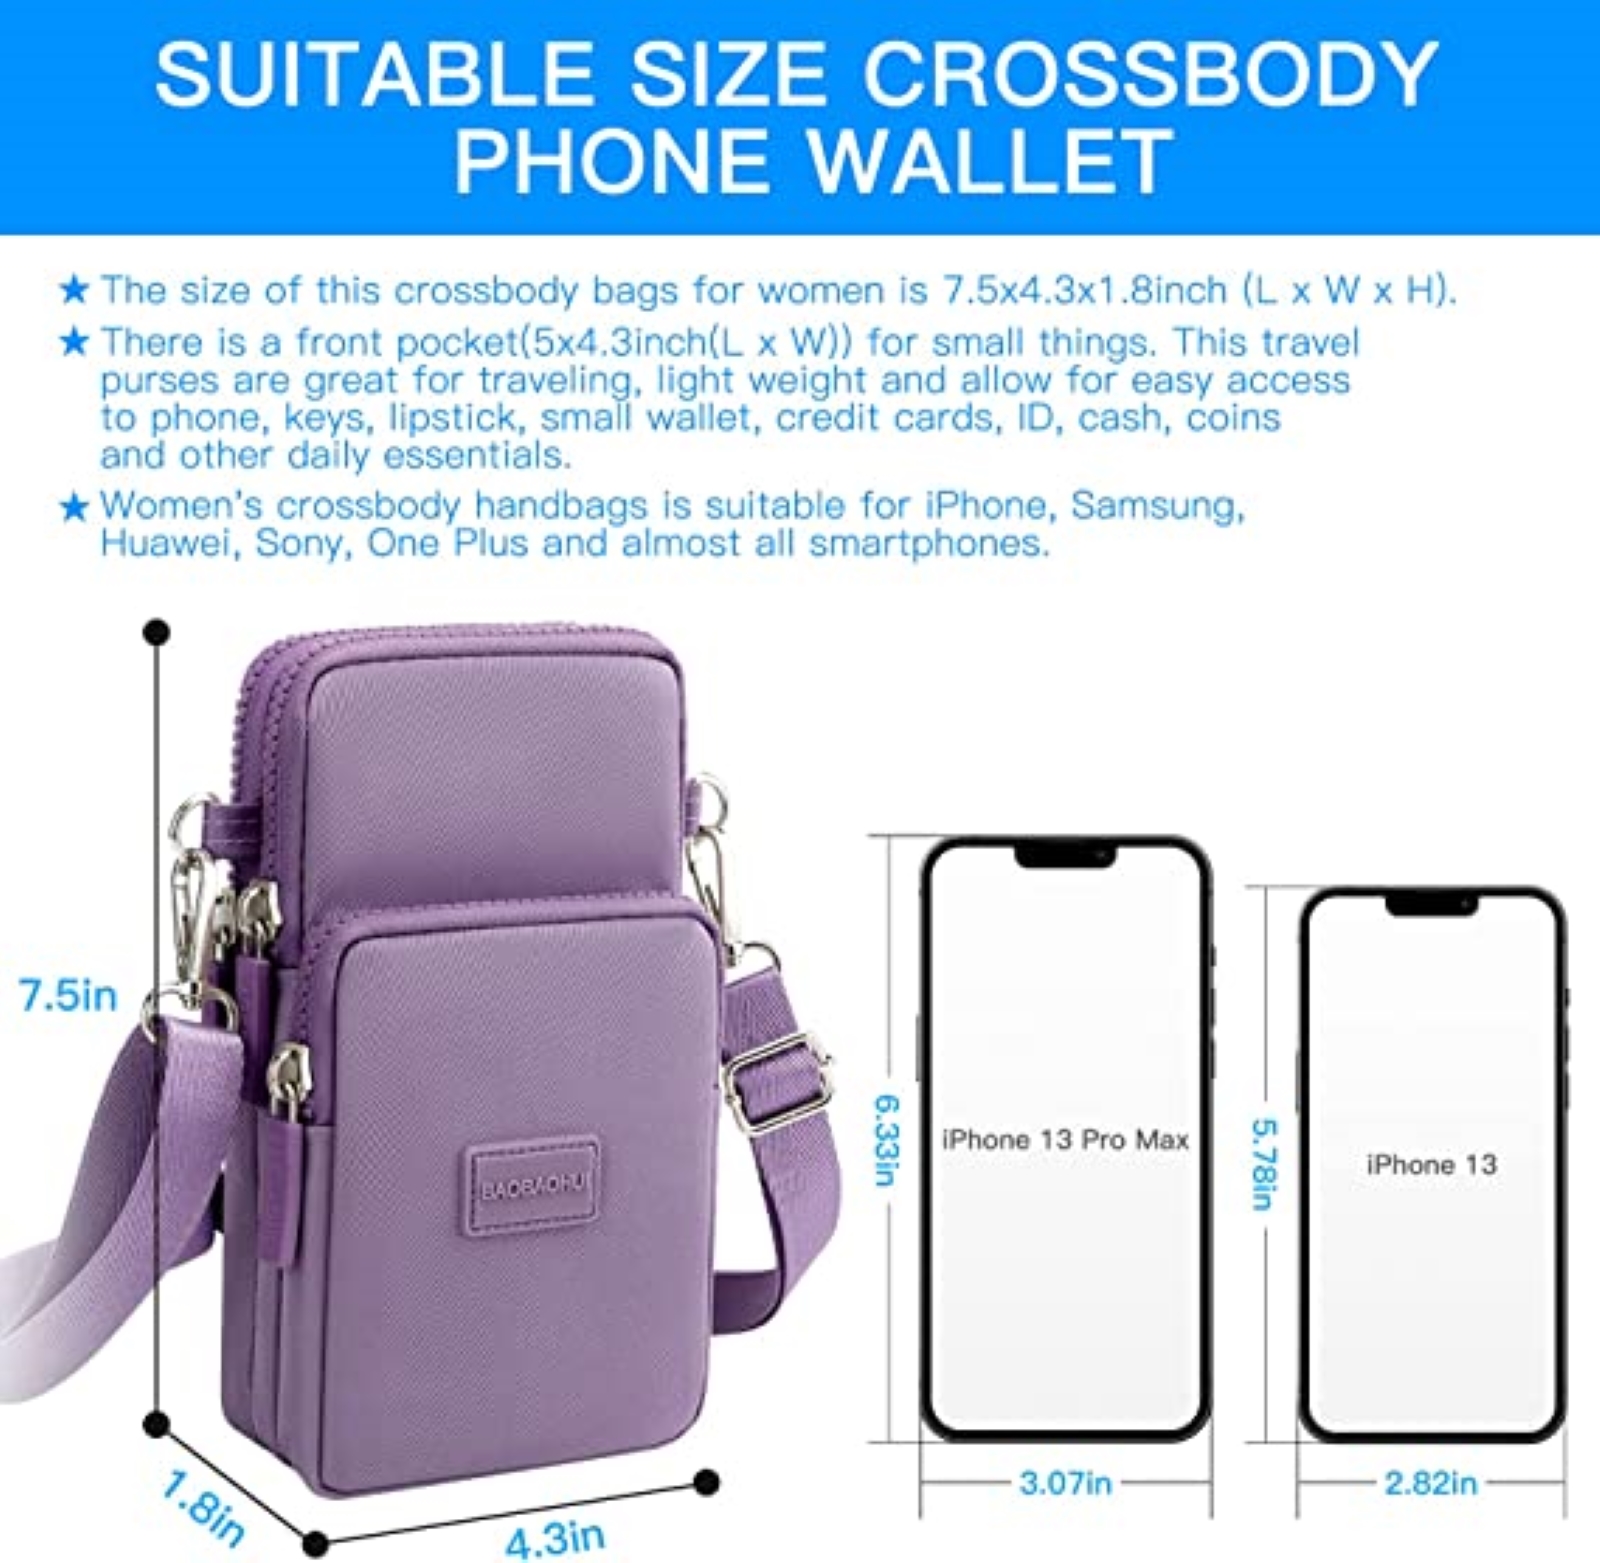 SUITABLE SIZE CROSSBODY
PHONE WALLET
★ The size of this crossbody bags for women is 7.5x4.3x1.8inch (L x W x H).
★ There is a front pocket(5x4.3inch(L x W)) for small things. This travel
purses are great for traveling, light weight and allow for easy access
to phone, keys, lipstick, small wallet, credit cards, ID, cash, coins
and other daily essentials.
★ Women's crossbody handbags is suitable for iPhone, Samsung,
Huawei, Sony, One Plus and almost all smartphones.
7.5in
1.8in
4.3in
BAOBAOHUI
6.33in
iPhone 13 Pro Max
3.07in
5.78in
iPhone 13
2.82in